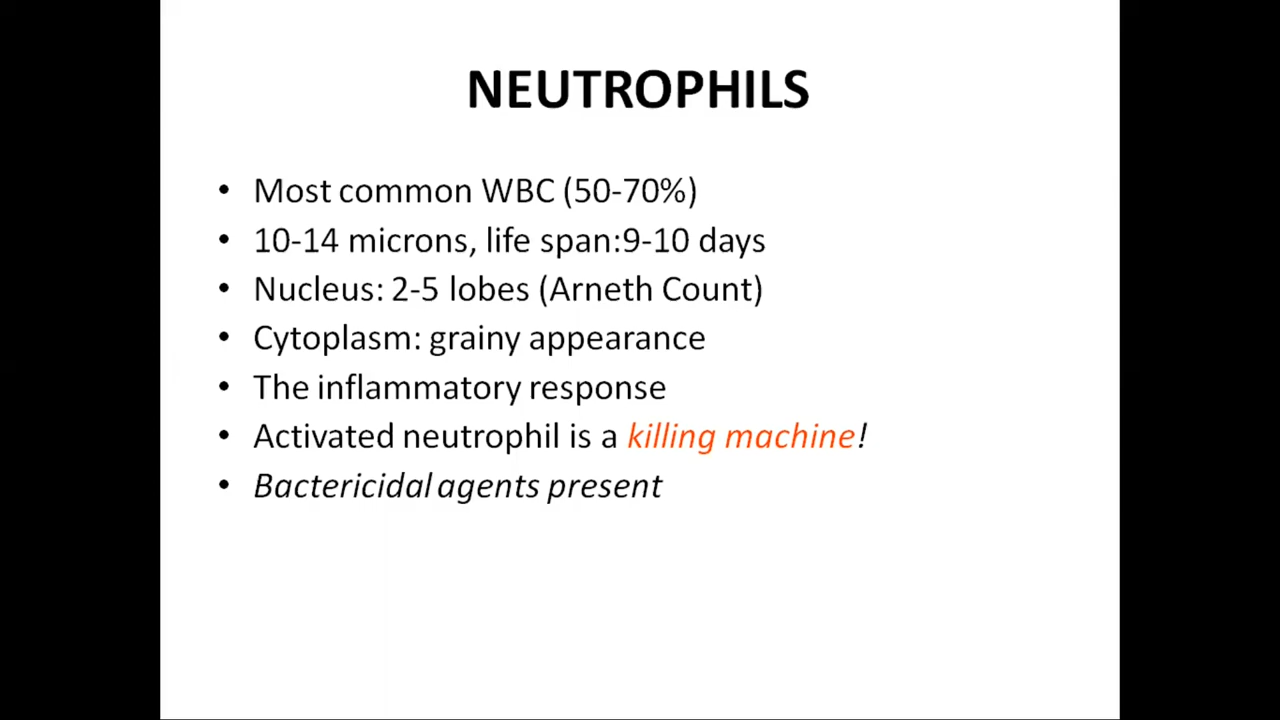 NEUTROPHILS
• Most common WBC (50-70%)
• 10-14 microns, life span:9-10 days
• Nucleus: 2-5 lobes (Arneth Count)
• Cytoplasm: grainy appearance
• The inflammatory response
• Activated neutrophil is a killing machine!
• Bactericidal agents present